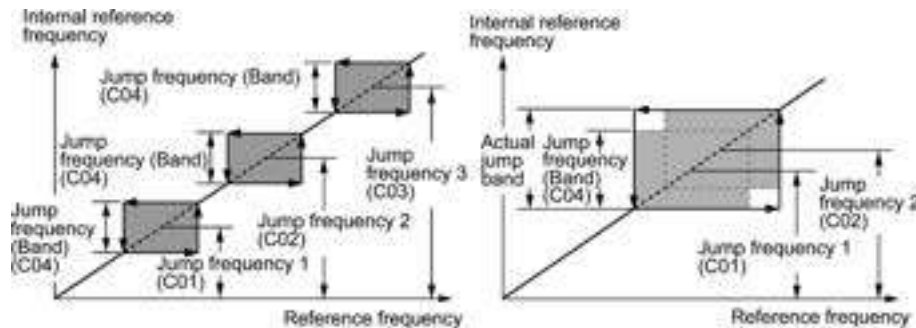 Internal reference
frequency
Jump frequency (Band)
(C04)
Jump
frequency (Band)
(C04)
Jump
frequency
(Band)
(C04)
Jump
frequency 3
(C03)
Jump frequency 2
(C02)
Jump frequency 1
(C01)
Reference frequency
Internal reference
frequency
Actual
jump
band
Jump
frequency
(Band)
(C04)
Jump
frequency 2
(C02)
Jump frequency 1
(C01)
Reference frequency